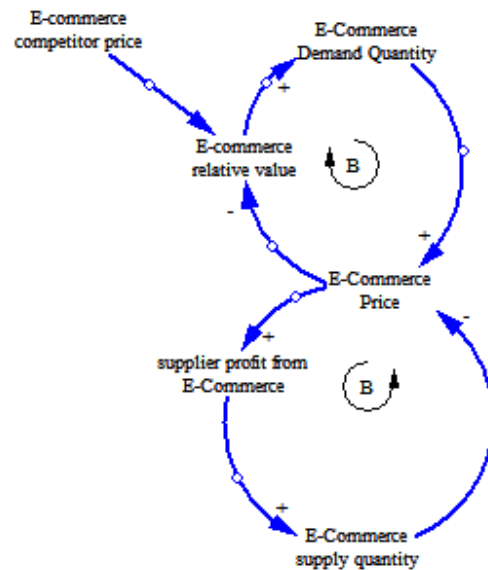 E-commerce
competitor price
E-Commerce
Demand Quantity
+
E-commerce
relative value
B
-
+
E-Commerce
Price
-
+
supplier profit from
E-Commerce
B
+
E-Commerce
supply quantity